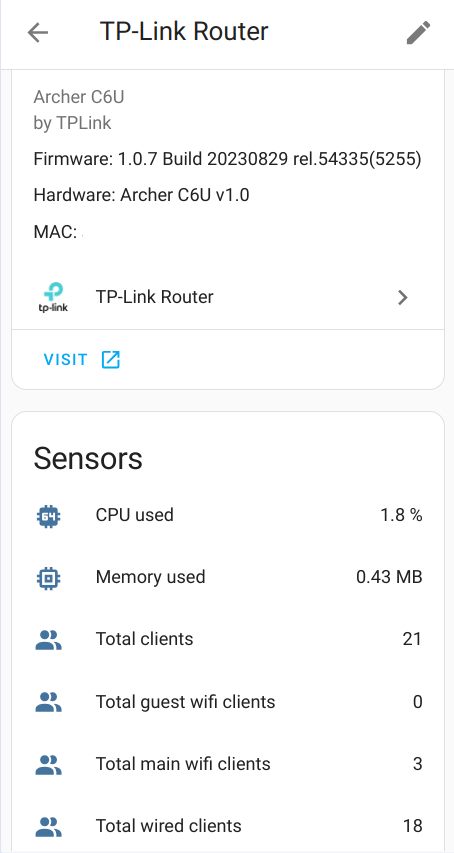 TP-Link Router
Archer C6U
by TPLink
Firmware: 1.0.7 Build 20230829 rel.54335(5255)
Hardware: Archer C6U v1.0
MAC:
tp-link
TP-Link Router
VISIT
Sensors
64
CPU used
1.8 %
Memory used
0.43 MB
Total clients
21
Total guest wifi clients
0
Total main wifi clients
3
Total wired clients
18